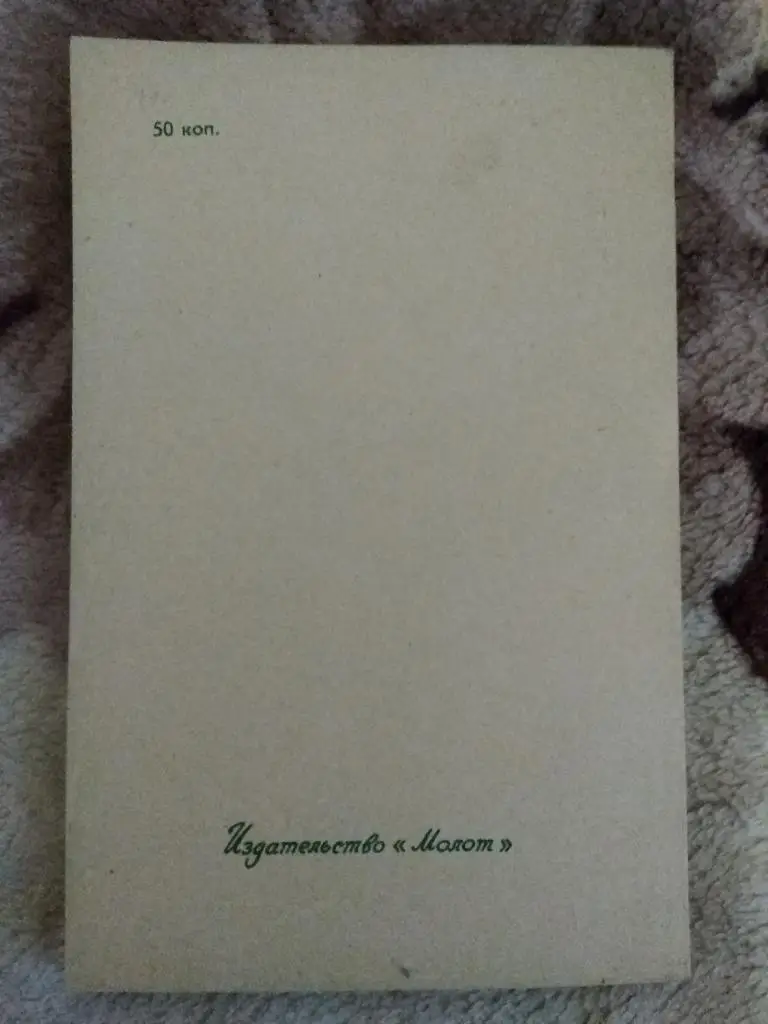 50 коп.
Издательство « Молот »